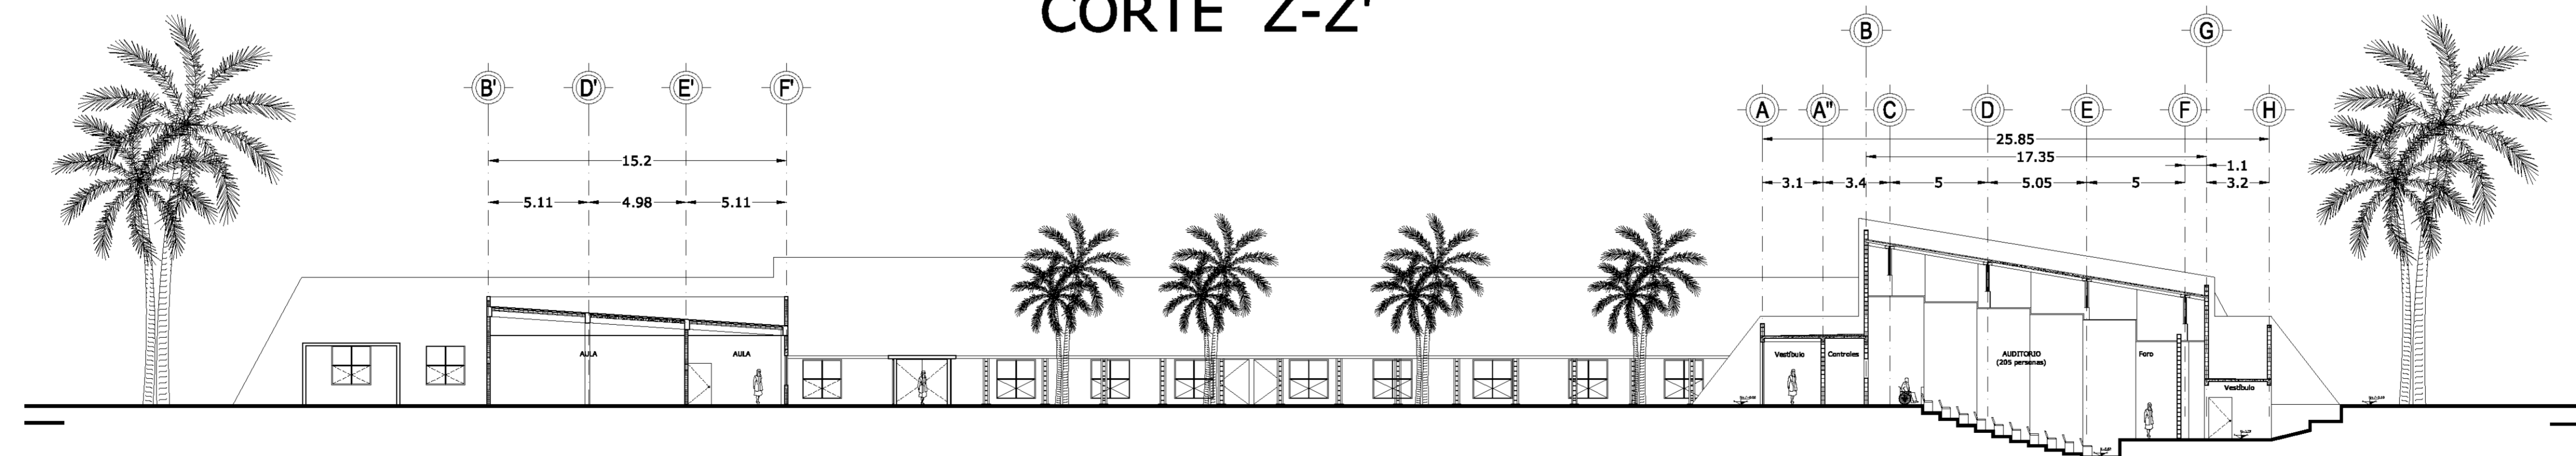 CORTE Z-Z'
B G
B' D' E' F'
A A" C D E F H
25.85
15.2
17.35
1.1
3.1 3.4 5 5.05 5 3.2
5.11 4.98 5.11
AULA AULA
Vestíbulo Controles
AUDITORIO
(205 personas)
Foro
Vestíbulo